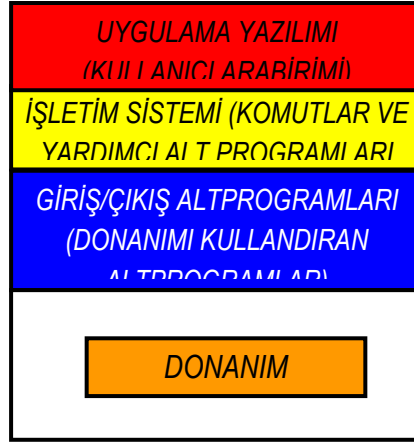 UYGULAMA YAZILIMI
(KULLANICI ARABİRİMİ)
İŞLETİM SİSTEMİ (KOMUTLAR VE
YARDIMCI ALT PROGRAMLARI
GİRİŞ/ÇIKIŞ ALTPROGRAMLARI
(DONANIMI KULLANDIRAN
ALTPROGRAMLAR)
DONANIM